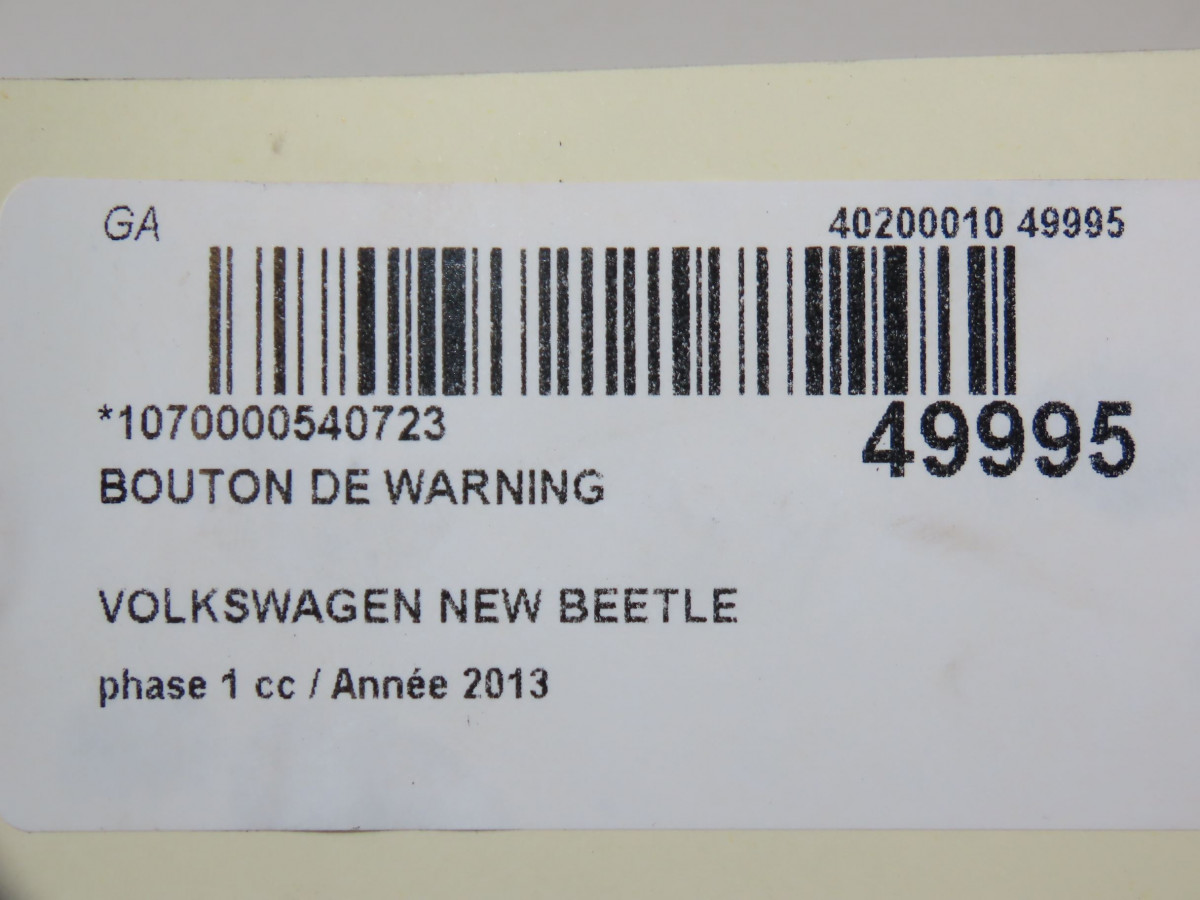 GA 40200010 49995
*1070000540723
49995
BOUTON DE WARNING
VOLKSWAGEN NEW BEETLE
phase 1 cc / Année 2013